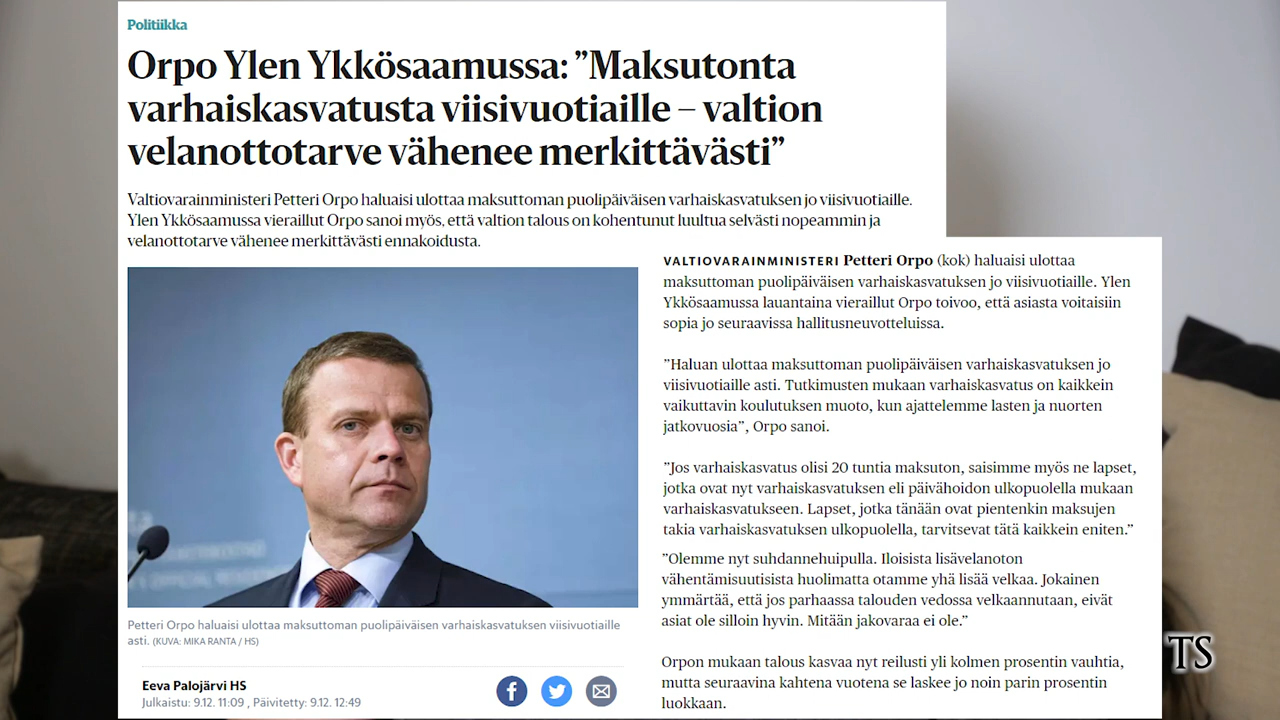 Politiikka
Orpo Ylen Ykkösaamussa: ”Maksutonta
varhaiskasvatusta viisivuotiaille – valtion
velanottotarve vähenee merkittävästi”
Valtiovarainministeri Petteri Orpo haluaisi ulottaa maksuttoman puolipäiväisen varhaiskasvatuksen jo viisivuotiaille.
Ylen Ykkösaamussa vieraillut Orpo sanoi myös, että valtion talous on kohentunut luultua selvästi nopeammin ja
velanottotarve vähenee merkittävästi ennakoidusta.
Petteri Orpo haluaisi ulottaa maksuttoman puolipäiväisen varhaiskasvatuksen viisivuotiaille
asti. (KUVA: MIKA RANTA / HS)
Eeva Palojärvi HS
Julkaistu: 9.12. 11:09 , Päivitetty: 9.12. 12:49
VALTIOVARAINMINISTERI Petteri Orpo (kok) haluaisi ulottaa
maksuttoman puolipäiväisen varhaiskasvatuksen jo viisivuotiaille. Ylen
Ykkösaamussa lauantaina vieraillut Orpo toivoo, että asiasta voitaisiin
sopia jo seuraavissa hallitusneuvotteluissa.
”Haluan ulottaa maksuttoman puolipäiväisen varhaiskasvatuksen jo
viisivuotiaille asti. Tutkimusten mukaan varhaiskasvatus on kaikkein
vaikuttavin koulutuksen muoto, kun ajattelemme lasten ja nuorten
jatkovuosia”, Orpo sanoi.
”Jos varhaiskasvatus olisi 20 tuntia maksuton, saisimme myös ne lapset,
jotka ovat nyt varhaiskasvatuksen eli päivähoidon ulkopuolella mukaan
varhaiskasvatukseen. Lapset, jotka tänään ovat pientenkin maksujen
takia varhaiskasvatuksen ulkopuolella, tarvitsevat tätä kaikkein eniten.”
”Olemme nyt suhdannehuipulla. Iloisista lisävelanoton
vähentämisuutisista huolimatta otamme yhä lisää velkaa. Jokainen
ymmärtää, että jos parhaassa talouden vedossa velkaannutaan, eivät
asiat ole silloin hyvin. Mitään jakovaraa ei ole.”
Orpon mukaan talous kasvaa nyt reilusti yli kolmen prosentin vauhtia,
mutta seuraavina kahtena vuotena se laskee jo noin parin prosentin
luokkaan.
TS